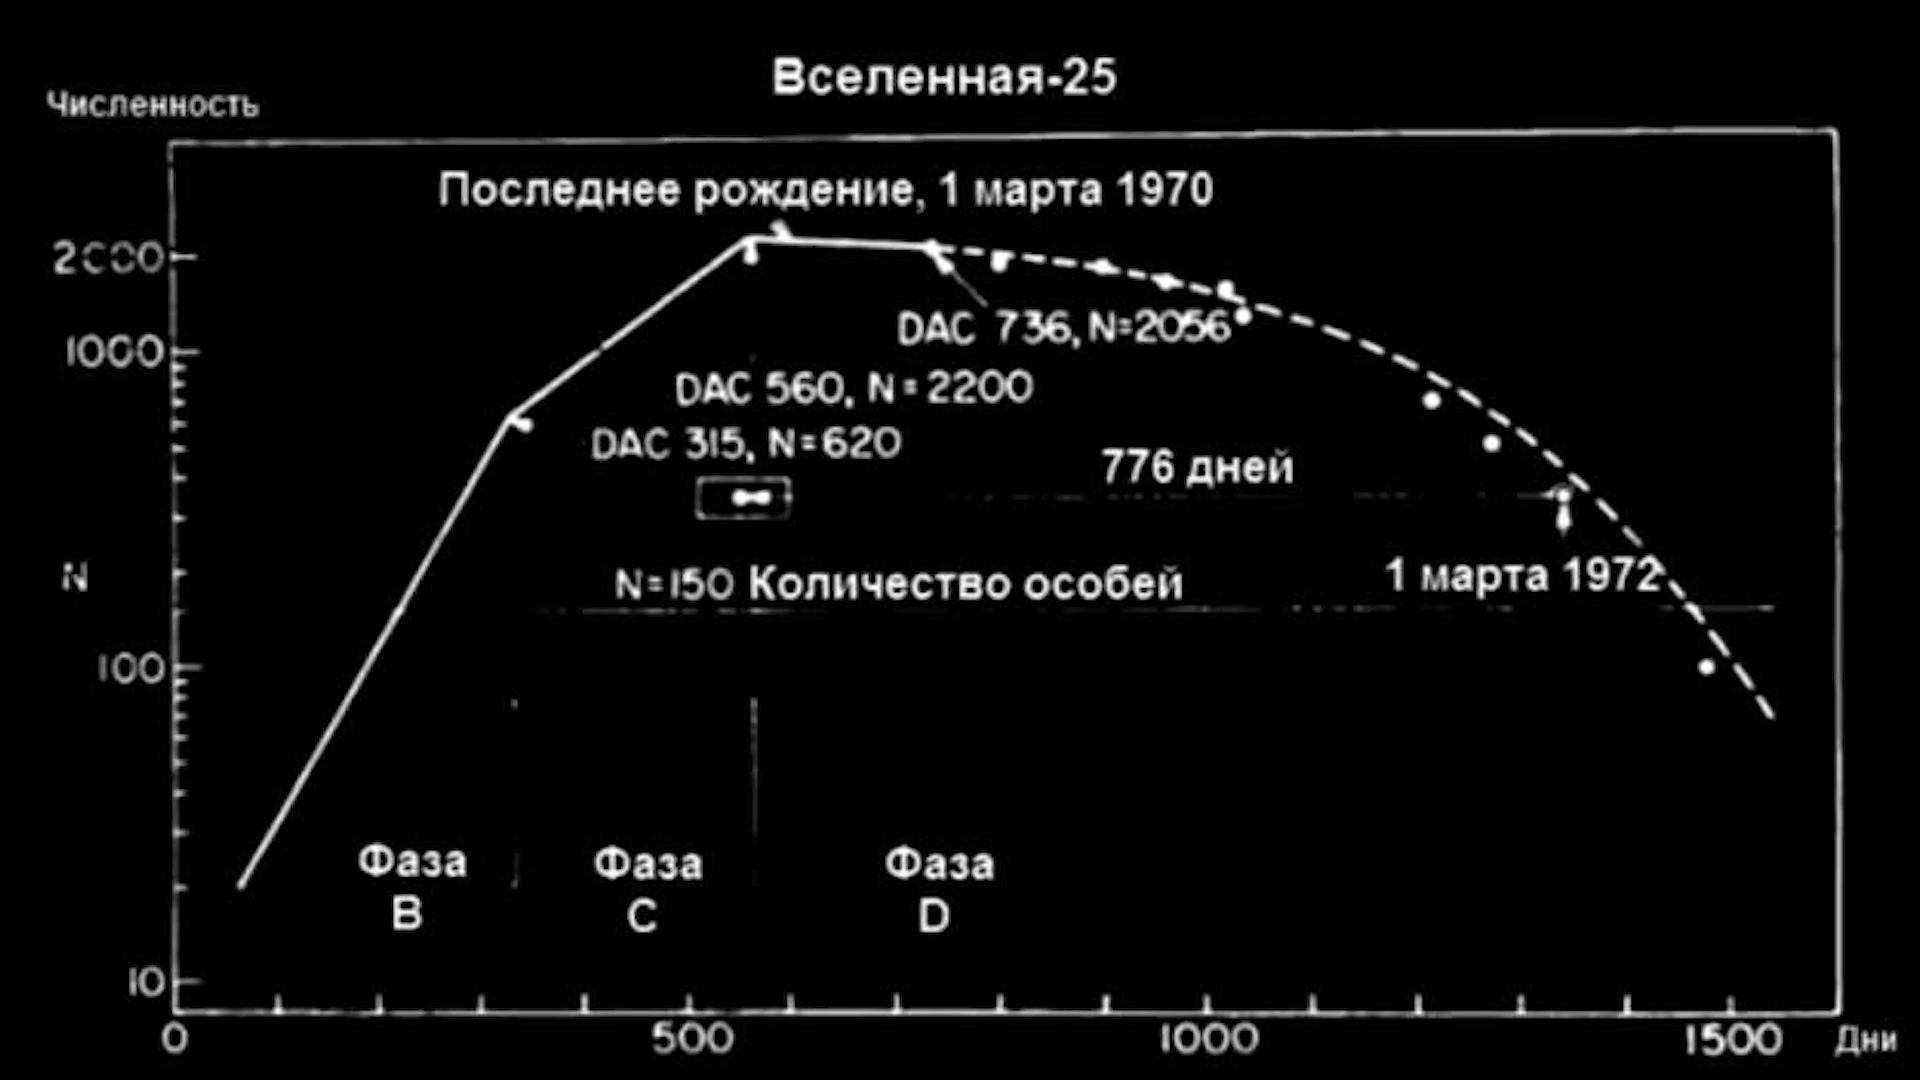 Вселенная-25
Численность
Последнее рождение, 1 марта 1970
2000
DAC 736, N=2056
1000
DAC 560, N=2200
DAC 315, N=620
776 дней
N
N=150 Количество особей
1 марта 1972
100
Фаза
B
Фаза
C
Фаза
D
10
0
500
1000
1500
Дни